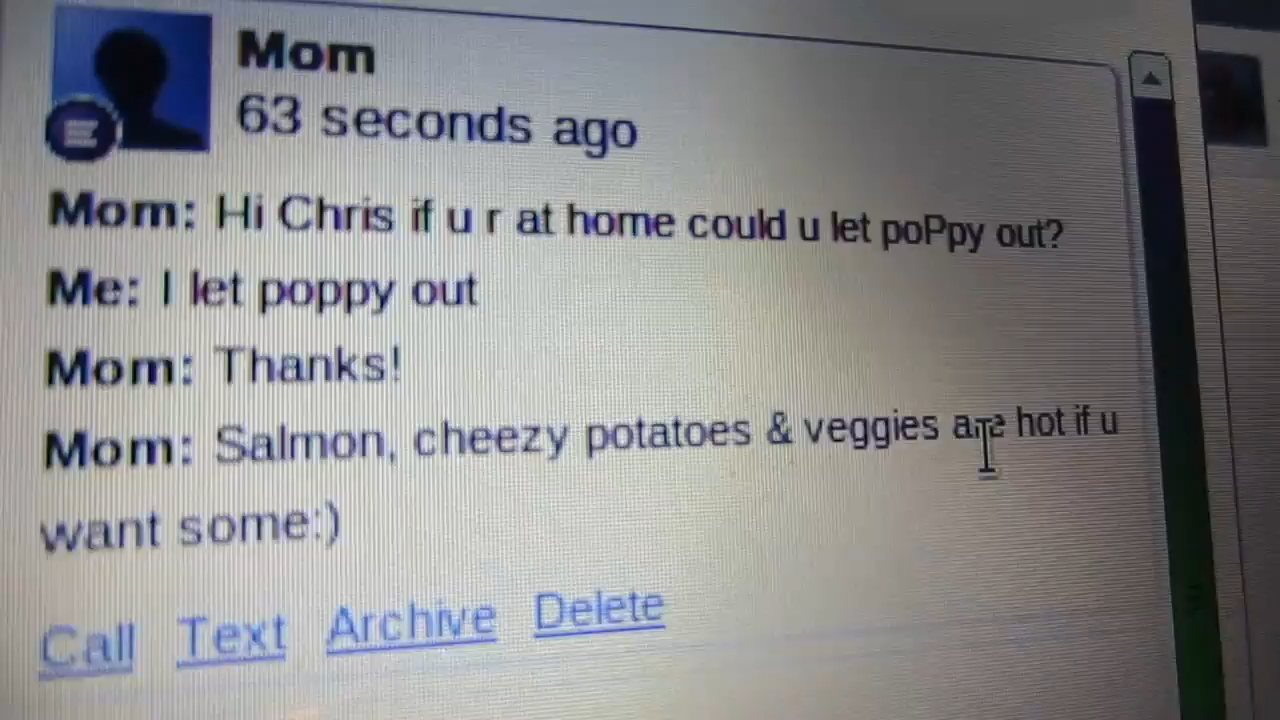 Mom
63 seconds ago
Mom: Hi Chris if u r at home could u let poPpy out?
Me: I let poppy out
Mom: Thanks!
Mom: Salmon, cheezy potatoes & veggies are hot if u
want some:)
Call Text Archive Delete